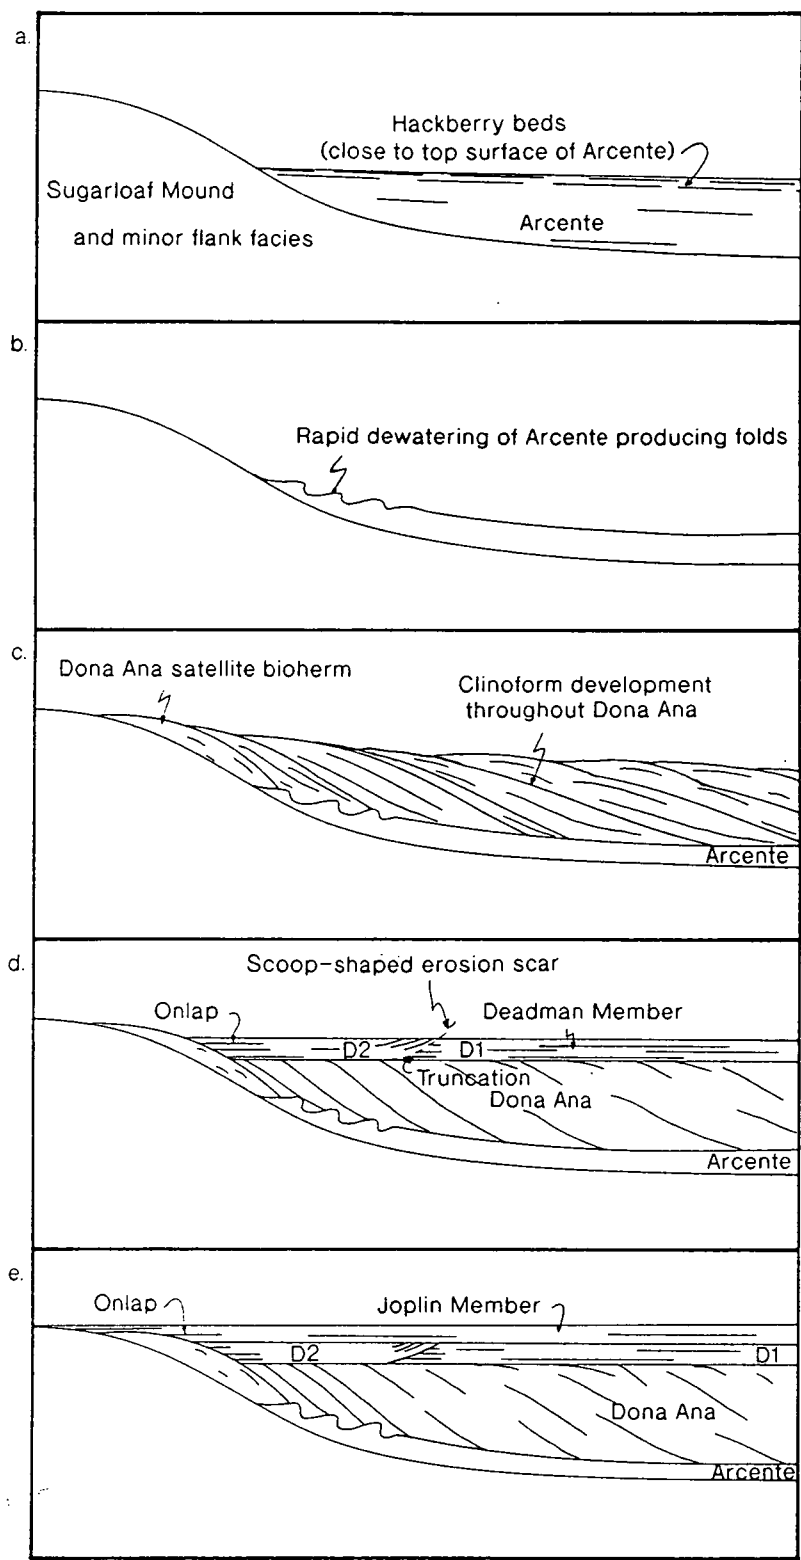 a.
Hackberry beds
(close to top surface of Arcente)
Sugarloaf Mound
and minor flank facies
Arcente
b.
Rapid dewatering of Arcente producing folds
c.
Dona Ana satellite bioherm
Clinoform development
throughout Dona Ana
Arcente
d.
Scoop-shaped erosion scar
Onlap
Deadman Member
D2
D1
Truncation
Dona Ana
Arcente
e.
Onlap
Joplin Member
D2
D1
Dona Ana
Arcente